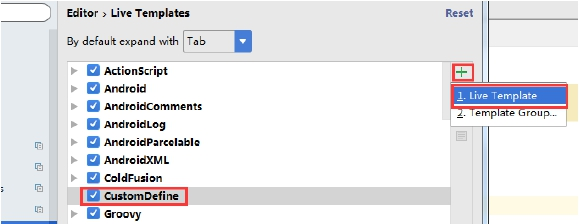 Editor › Live Templates
Reset
By default expand with Tab
ActionScript
Android
AndroidComments
AndroidLog
AndroidParcelable
AndroidXML
ColdFusion
CustomDefine
Groovy
1. Live Template
2. Template Group...